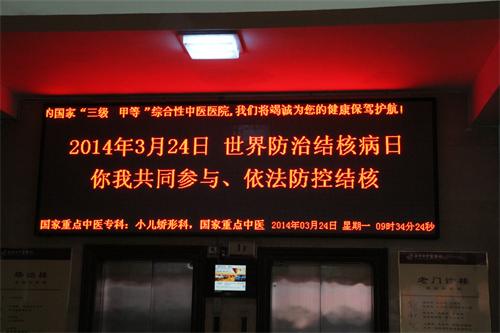 的国家“三级 甲等”综合性中医医院,我们将竭诚为您的健康保驾护航!
2014年3月24日 世界防治结核病日
你我共同参与、依法防控结核
国家重点中医专科：小儿矫形科，国家重点中医 2014年03月24日 星期一 09时34分24秒